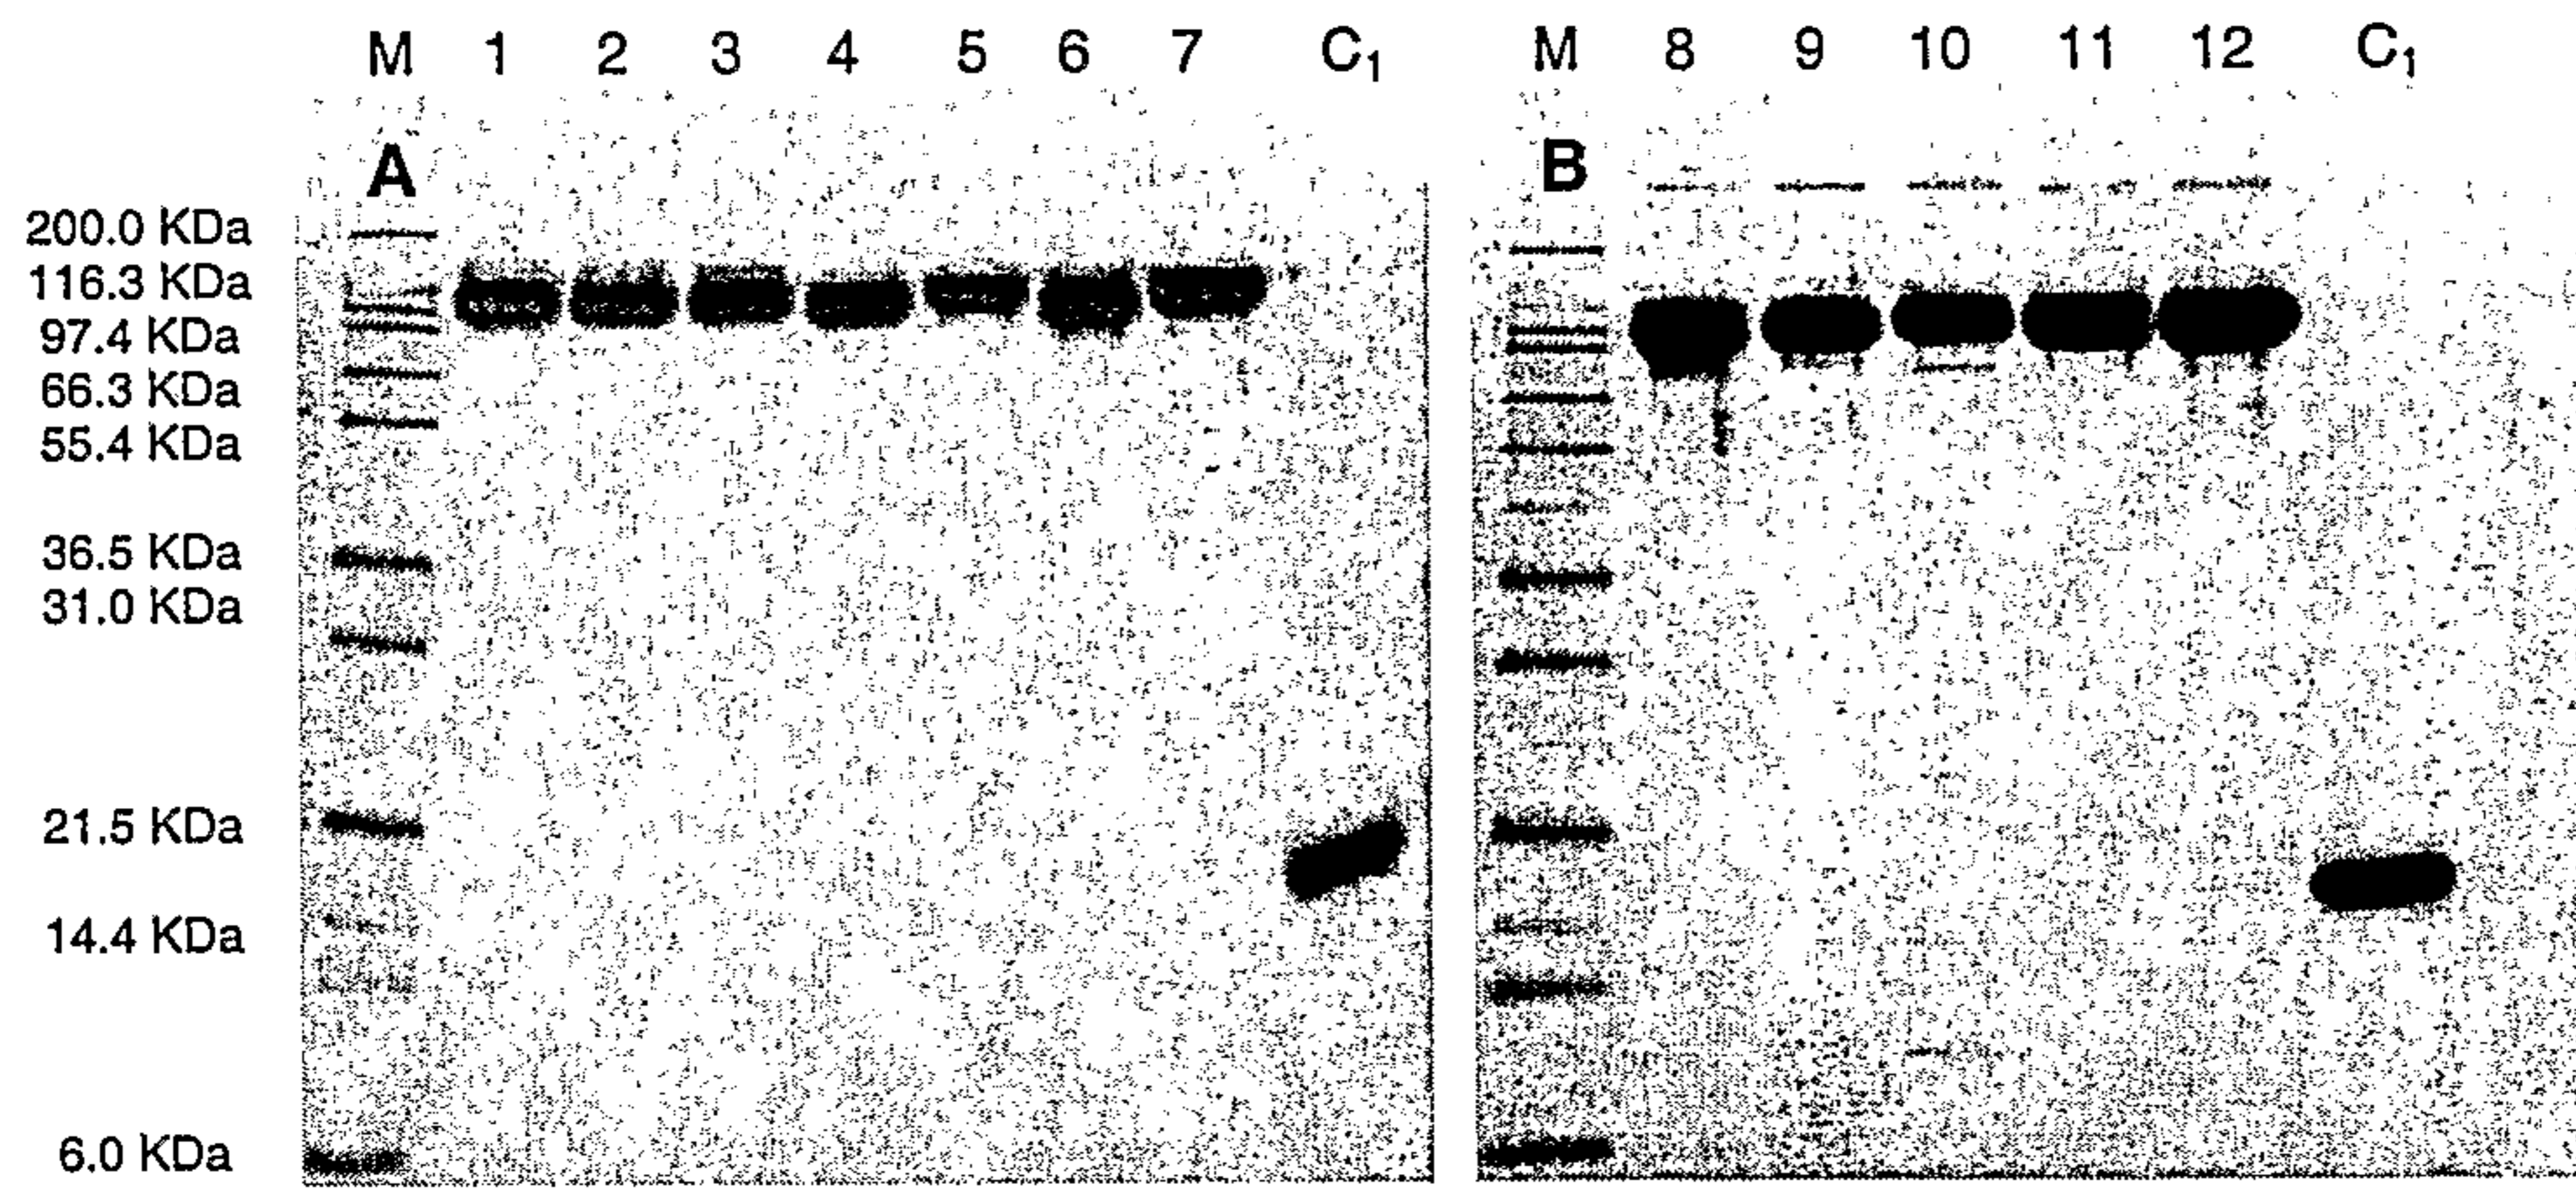 M 1 2 3 4 5 6 7 C₁ M 8 9 10 11 12 C₁
A B
200.0 KDa
116.3 KDa
97.4 KDa
66.3 KDa
55.4 KDa
36.5 KDa
31.0 KDa
21.5 KDa
14.4 KDa
6.0 KDa